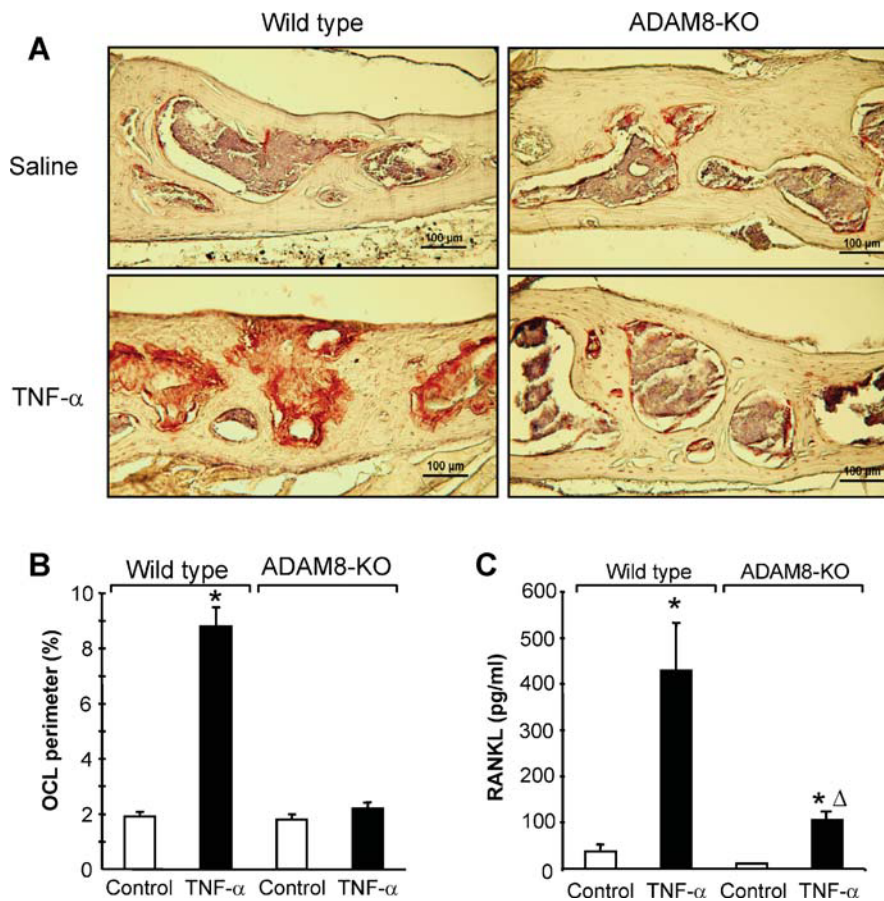 Wild type
ADAM8-KO
A
Saline
100 µm
100 µm
TNF-α
100 µm
100 µm
B
Wild type
ADAM8-KO
OCL perimeter (%)
10
8
6
4
2
0
*
Control
TNF-α
Control
TNF-α
C
Wild type
ADAM8-KO
RANKL (pg/ml)
600
500
400
300
200
100
0
*
* Δ
Control
TNF-α
Control
TNF-α